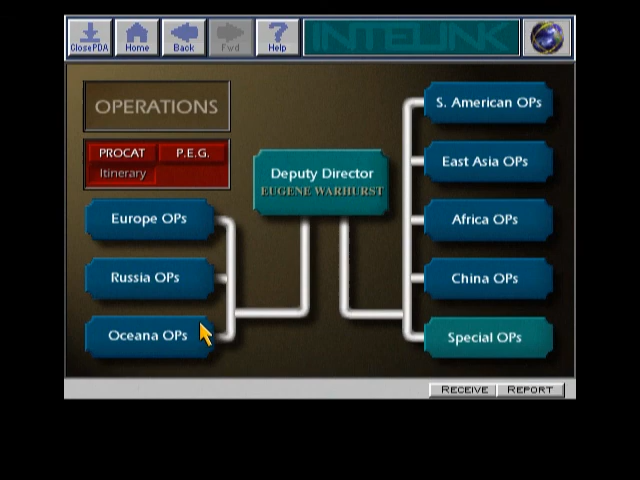 ClosePDA Home Back Fwd Help INTELINK
OPERATIONS
PROCAT P.E.G.
Itinerary
Europe OPs
Russia OPs
Oceana OPs
Deputy Director
EUGENE WARHURST
S. American OPs
East Asia OPs
Africa OPs
China OPs
Special OPs
RECEIVE REPORT